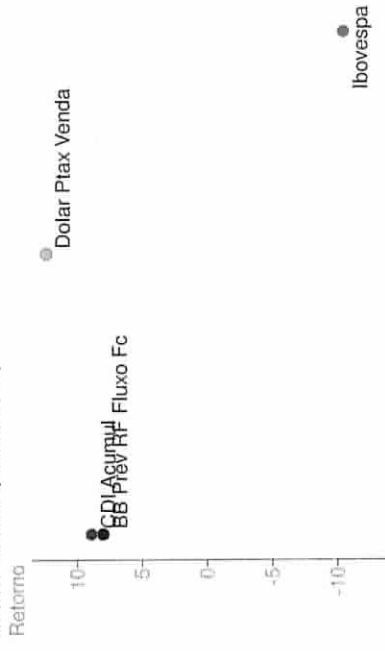 Retorno
Dolar Ptax Venda
10
CDI Acumul
BB Prev RF Fluxo Fc
5
0
-5
-10
Ibovespa